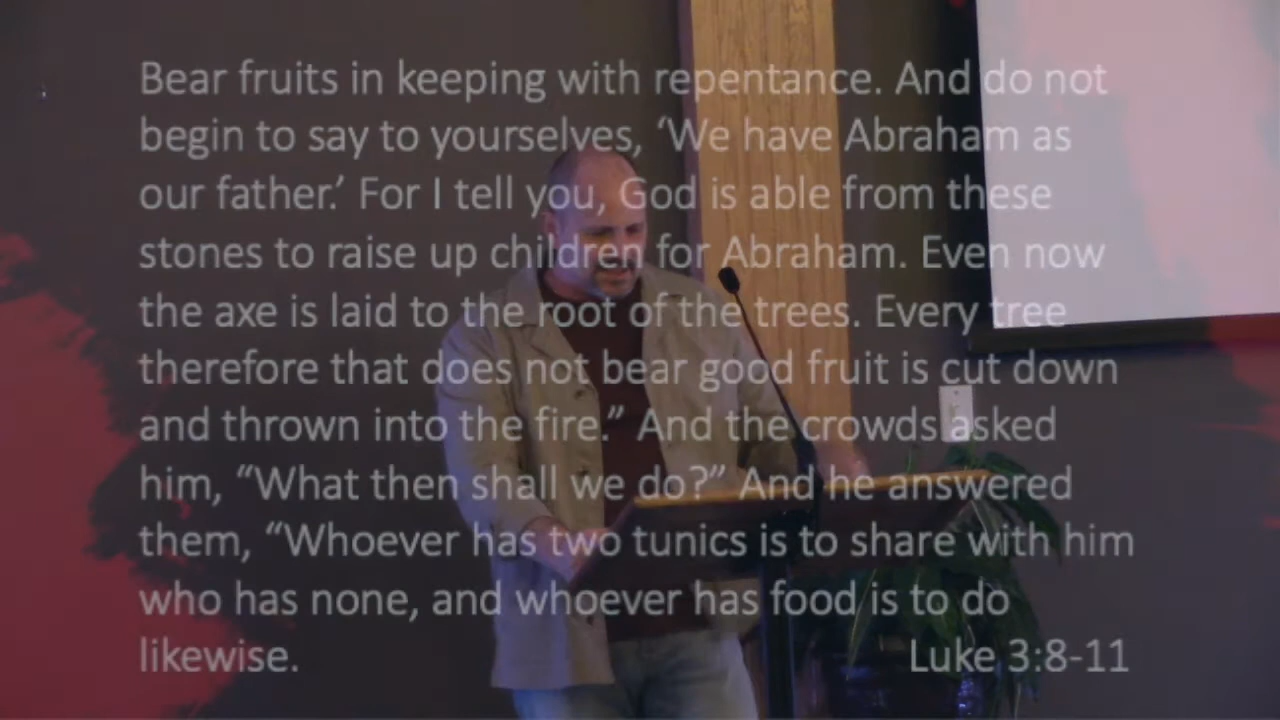 Bear fruits in keeping with repentance. And do not
begin to say to yourselves, ‘We have Abraham as
our father.’ For I tell you, God is able from these
stones to raise up children for Abraham. Even now
the axe is laid to the root of the trees. Every tree
therefore that does not bear good fruit is cut down
and thrown into the fire.” And the crowds asked
him, “What then shall we do?” And he answered
them, “Whoever has two tunics is to share with him
who has none, and whoever has food is to do
likewise. Luke 3:8-11